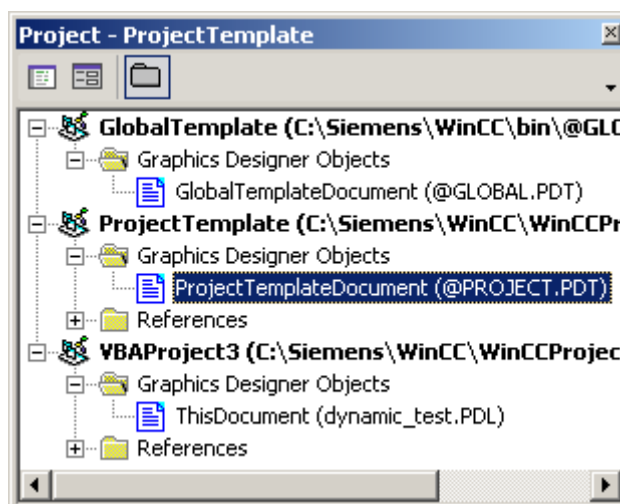 Project - ProjectTemplate
GlobalTemplate (C:\Siemens\WinCC\bin\@GLO
Graphics Designer Objects
GlobalTemplateDocument (@GLOBAL.PDT)
ProjectTemplate (C:\Siemens\WinCC\WinCCPr
Graphics Designer Objects
ProjectTemplateDocument (@PROJECT.PDT)
References
VBAProject3 (C:\Siemens\WinCC\WinCCProjec
Graphics Designer Objects
ThisDocument (dynamic_test.PDL)
References